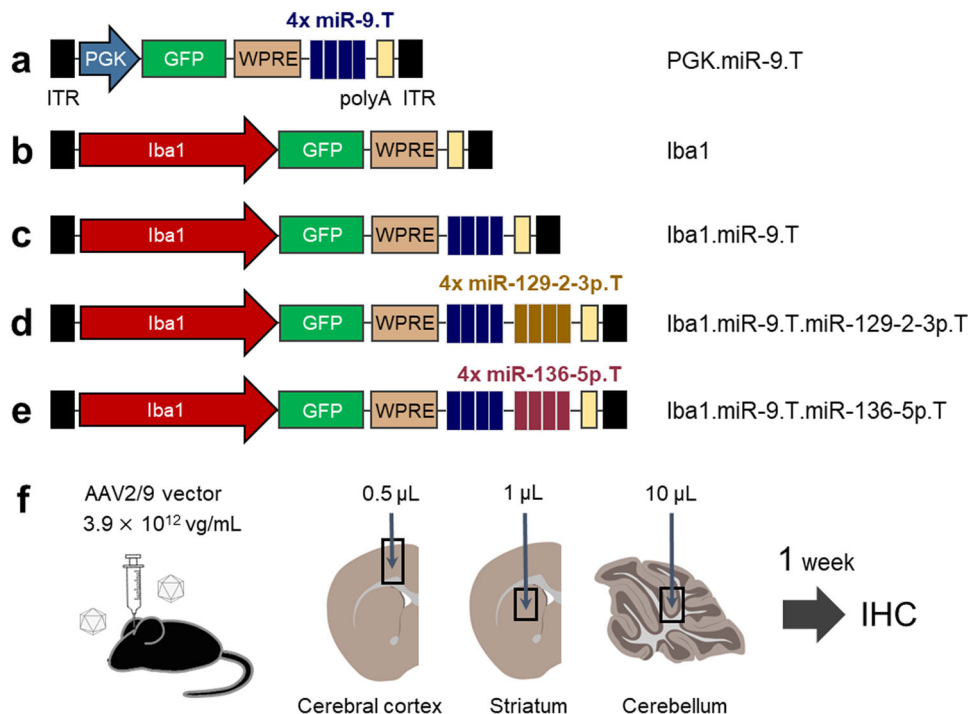 4x miR-9.T
a PGK GFP WPRE PGK.miR-9.T
ITR polyA ITR
b Iba1 GFP WPRE Iba1
c Iba1 GFP WPRE Iba1.miR-9.T
4x miR-129-2-3p.T
d Iba1 GFP WPRE Iba1.miR-9.T.miR-129-2-3p.T
4x miR-136-5p.T
e Iba1 GFP WPRE Iba1.miR-9.T.miR-136-5p.T
f AAV2/9 vector 0.5 µL 1 µL 10 µL
3.9 × 10¹² vg/mL
1 week
IHC
Cerebral cortex Striatum Cerebellum